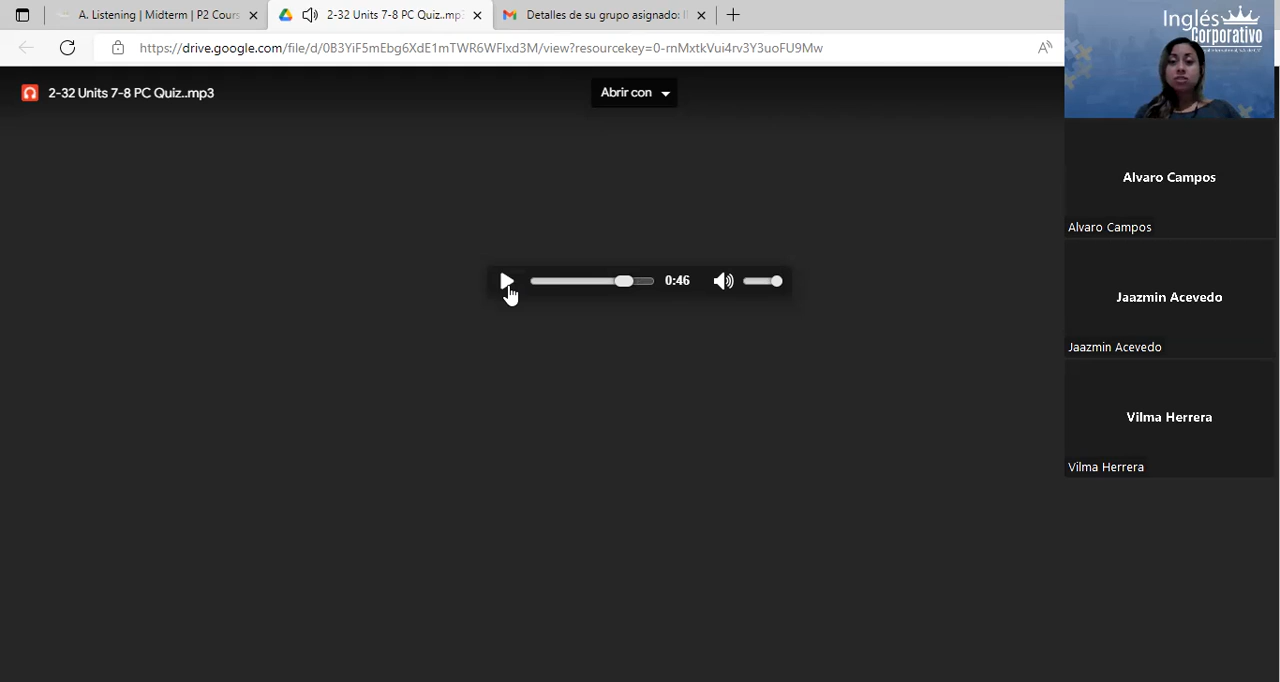 A. Listening | Midterm | P2 Cours
2-32 Units 7-8 PC Quiz..mp3
Detalles de su grupo asignado: I
https://drive.google.com/file/d/0B3YiF5mEbg6XdE1mTWR6WFlxd3M/view?resourcekey=0-rnMxtkVui4rv3Y3uoFU9Mw
2-32 Units 7-8 PC Quiz..mp3
Abrir con
0:46
Inglés
Corporativo
Alvaro Campos
Alvaro Campos
Jaazmin Acevedo
Jaazmin Acevedo
Vilma Herrera
Vilma Herrera